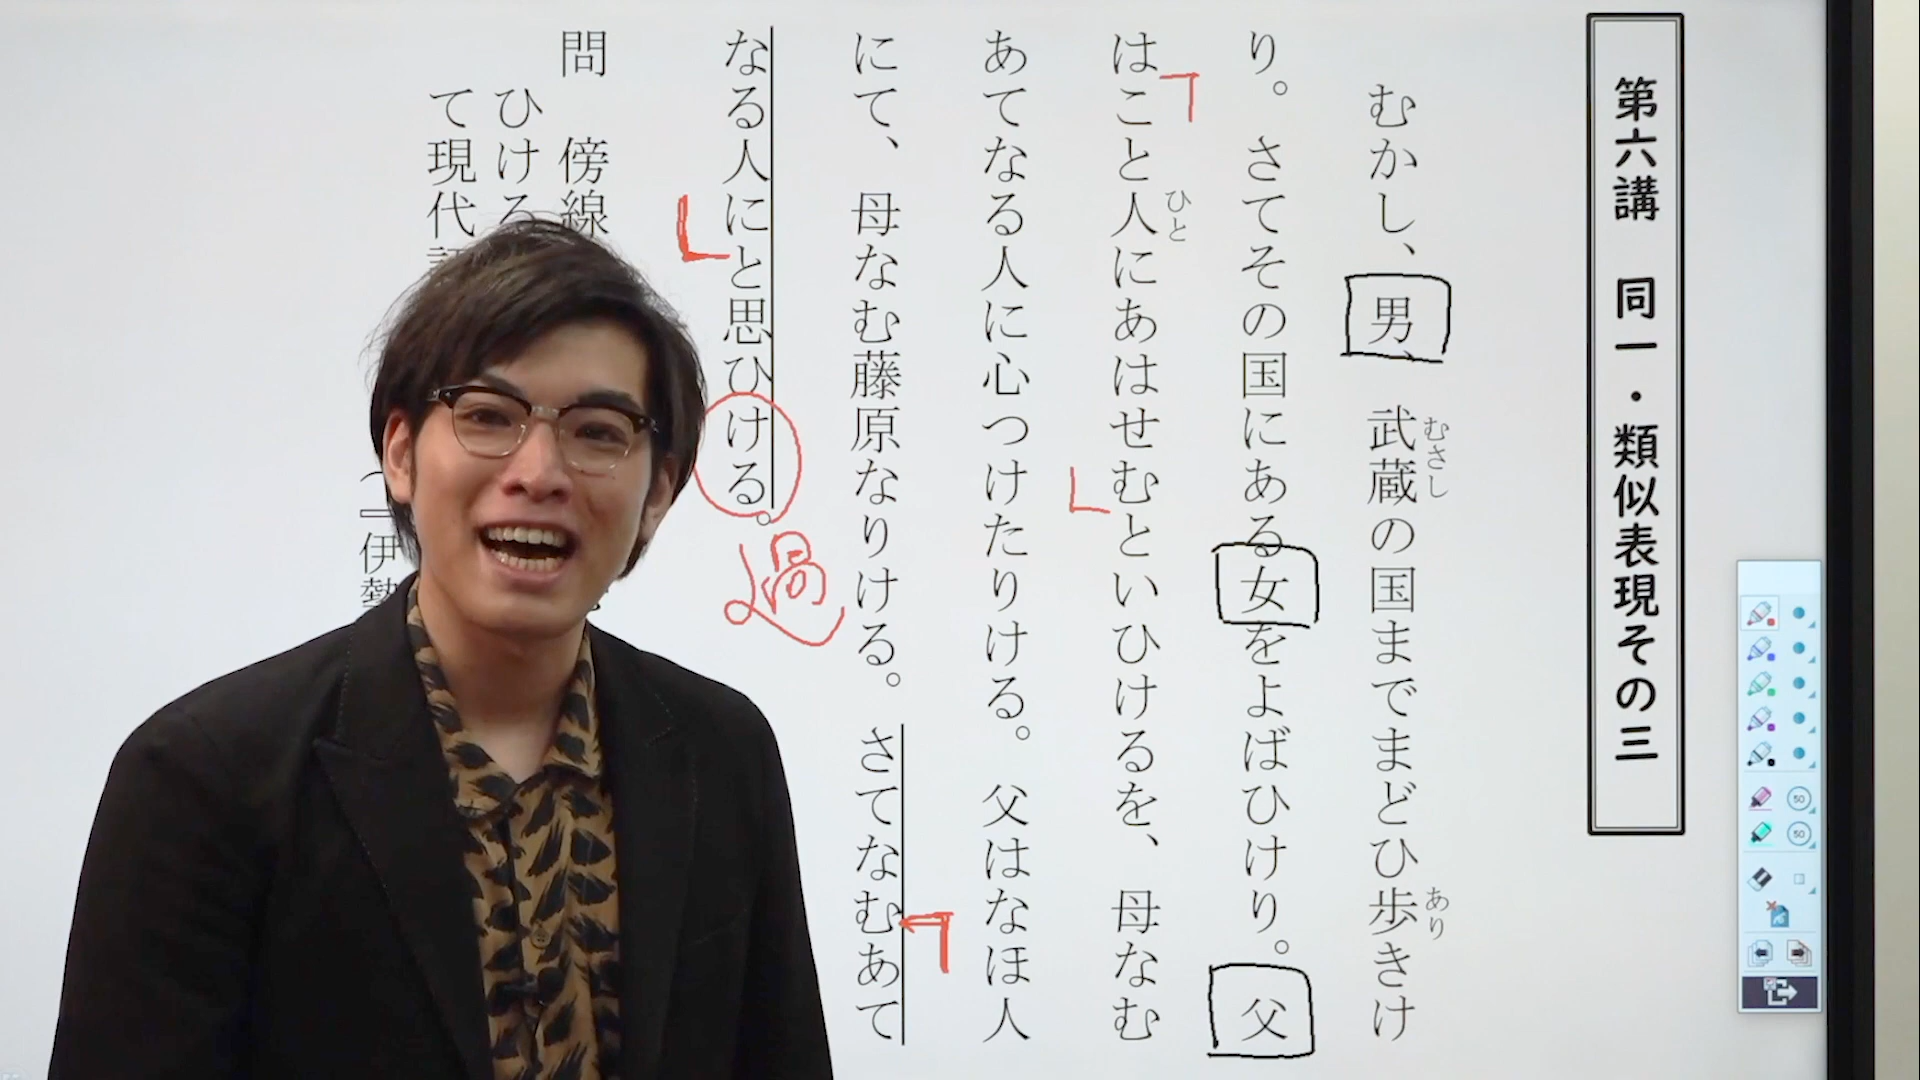 第六講　同一・類似表現その三
むかし、男、武蔵の国までまどひ歩きけ
むさし
あり
り。さてその国にある女をよばひけり。父
はこと人にあはせむといひけるを、母なむ
ひと
あてなる人に心つけたりける。父はなほ人
にて、母なむ藤原なりける。さてなむあて
なる人にと思ひける。
過
問　傍線
ひける
て現代
『伊勢
50
50